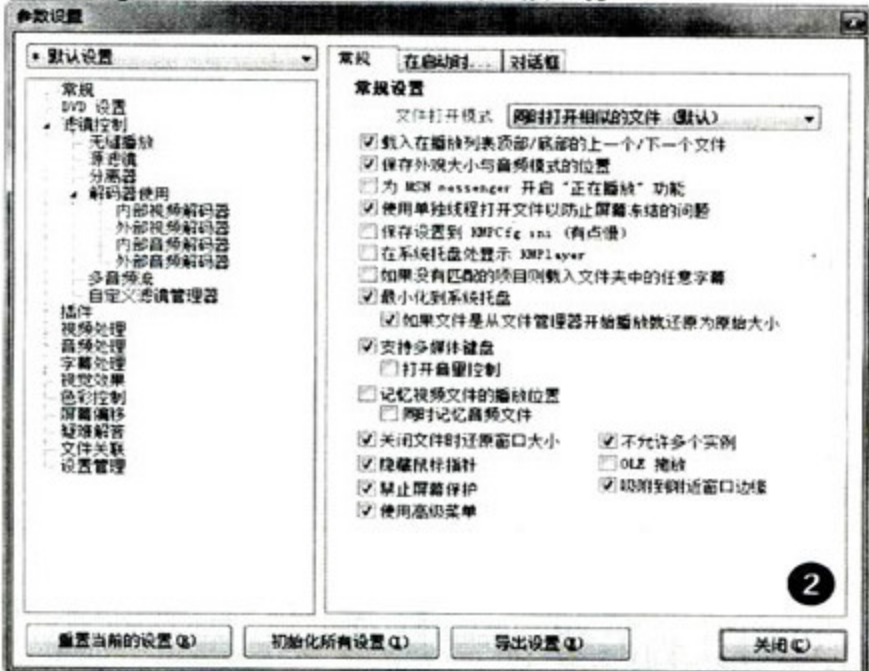 参数设置
默认设置
常规
DVD 设置
滤镜控制
无缝播放
源滤镜
分离器
解码器使用
内部视频解码器
外部视频解码器
内部音频解码器
外部音频解码器
多音频流
自定义滤镜管理器
插件
视频处理
音频处理
字幕处理
视觉效果
色彩控制
屏幕偏移
疑难解答
文件关联
设置管理
常规 在启动时... 对话框
常规设置
文件打开模式 同时打开相似的文件 (默认)
载入在播放列表顶部/底部的上一个/下一个文件
保存外观大小与音频模式的位置
为 MSN messenger 开启 "正在播放" 功能
使用单独线程打开文件以防止屏幕冻结的问题
保存设置到 KMPCfg ini (有点慢)
在系统托盘处显示 KMPlayer
如果没有匹配的项目则载入文件夹中的任意字幕
最小化到系统托盘
如果文件是从文件管理器开始播放就还原为原始大小
支持多媒体键盘
打开音量控制
记忆视频文件的播放位置
同时记忆音频文件
关闭文件时还原窗口大小 不允许多个实例
隐藏鼠标指针 OLE 拖放
禁止屏幕保护 吸附到附近窗口边缘
使用高级菜单
2
重置当前的设置(R) 初始化所有设置(I) 导出设置 关闭(C)